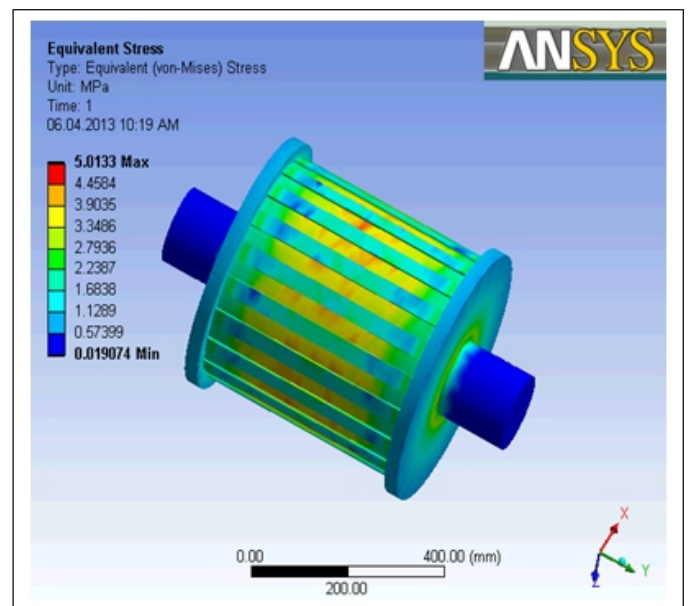 Equivalent Stress
Type: Equivalent (von-Mises) Stress
Unit: MPa
Time: 1
06.04.2013 10:19 AM
ANSYS
5.0133 Max
4.4584
3.9035
3.3486
2.7936
2.2387
1.6838
1.1289
0.57399
0.019074 Min
0.00 400.00 (mm)
200.00
X
Y
Z